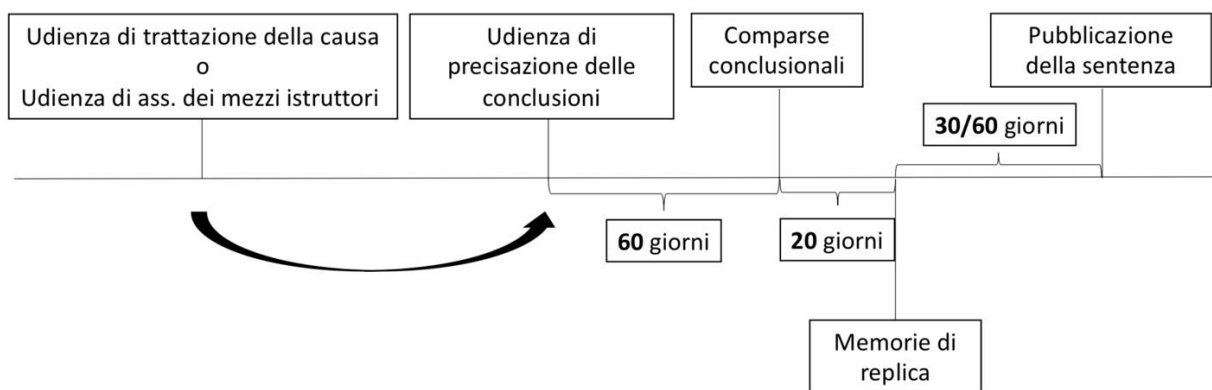 Udienza di trattazione della causa
o
Udienza di ass. dei mezzi istruttori
Udienza di
precisazione delle
conclusioni
Comparse
conclusionali
Pubblicazione
della sentenza
30/60 giorni
60 giorni
20 giorni
Memorie di
replica